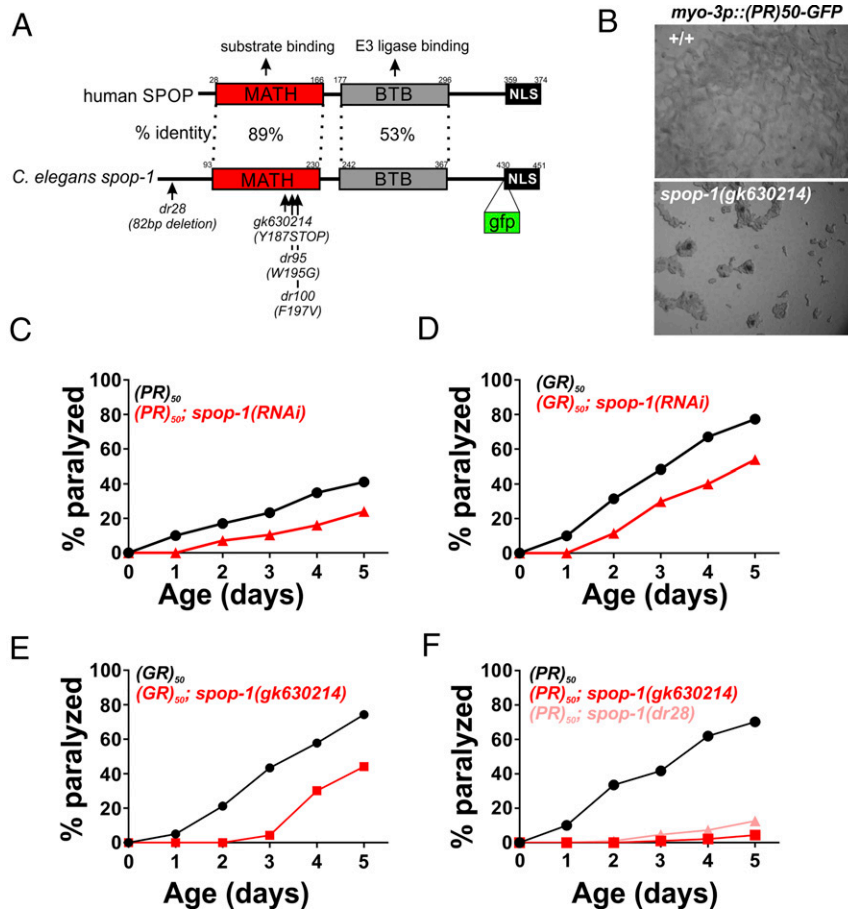 A
substrate binding
E3 ligase binding
28 166 177 296 359 374
human SPOP MATH BTB NLS
% identity 89% 53%
93 230 242 367 430 451
C. elegans spop-1 MATH BTB NLS
dr28
(82bp deletion)
gk630214
(Y187STOP)
dr95
(W195G)
dr100
(F197V)
gfp
B
myo-3p::(PR)50-GFP
+/+
spop-1(gk630214)
C
(PR)50
(PR)50; spop-1(RNAi)
% paralyzed
100
80
60
40
20
0
0 1 2 3 4 5
Age (days)
D
(GR)50
(GR)50; spop-1(RNAi)
% paralyzed
100
80
60
40
20
0
0 1 2 3 4 5
Age (days)
E
(GR)50
(GR)50; spop-1(gk630214)
% paralyzed
100
80
60
40
20
0
0 1 2 3 4 5
Age (days)
F
(PR)50
(PR)50; spop-1(gk630214)
(PR)50; spop-1(dr28)
% paralyzed
100
80
60
40
20
0
0 1 2 3 4 5
Age (days)